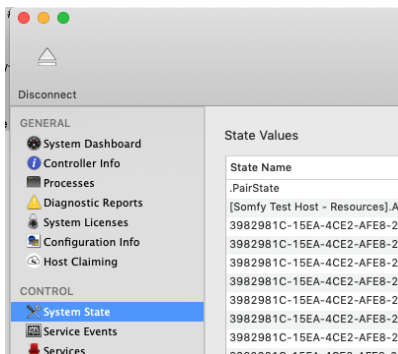 Disconnect
GENERAL
System Dashboard
Controller Info
Processes
Diagnostic Reports
System Licenses
Configuration Info
Host Claiming
CONTROL
System State
Service Events
Services
State Values
State Name
.PairState
[Somfy Test Host - Resources].A
3982981C-15EA-4CE2-AFE8-2
3982981C-15EA-4CE2-AFE8-2
3982981C-15EA-4CE2-AFE8-2
3982981C-15EA-4CE2-AFE8-2
3982981C-15EA-4CE2-AFE8-2
3982981C-15EA-4CE2-AFE8-2
3982981C-15EA-4CE2-AFE8-2